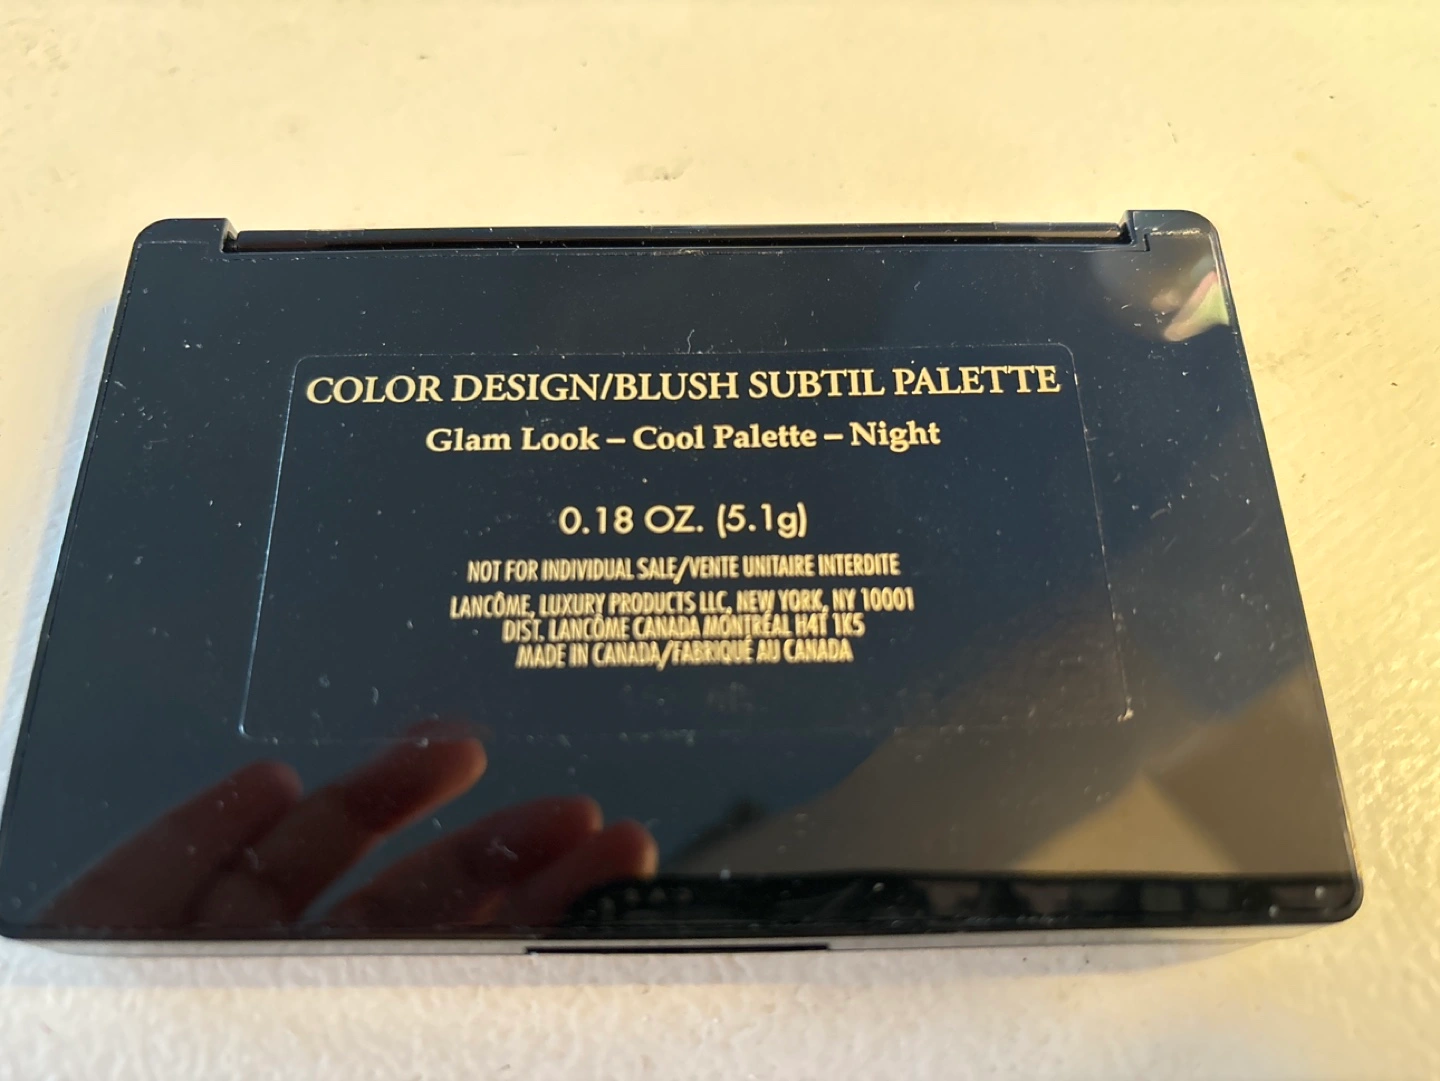 COLOR DESIGN/BLUSH SUBTIL PALETTE
Glam Look – Cool Palette – Night
0.18 OZ. (5.1g)
NOT FOR INDIVIDUAL SALE/VENTE UNITAIRE INTERDITE
LANCÔME, LUXURY PRODUCTS LLC, NEW YORK, NY 10001
DIST. LANCÔME CANADA MONTRÉAL H4T 1K5
MADE IN CANADA/FABRIQUÉ AU CANADA